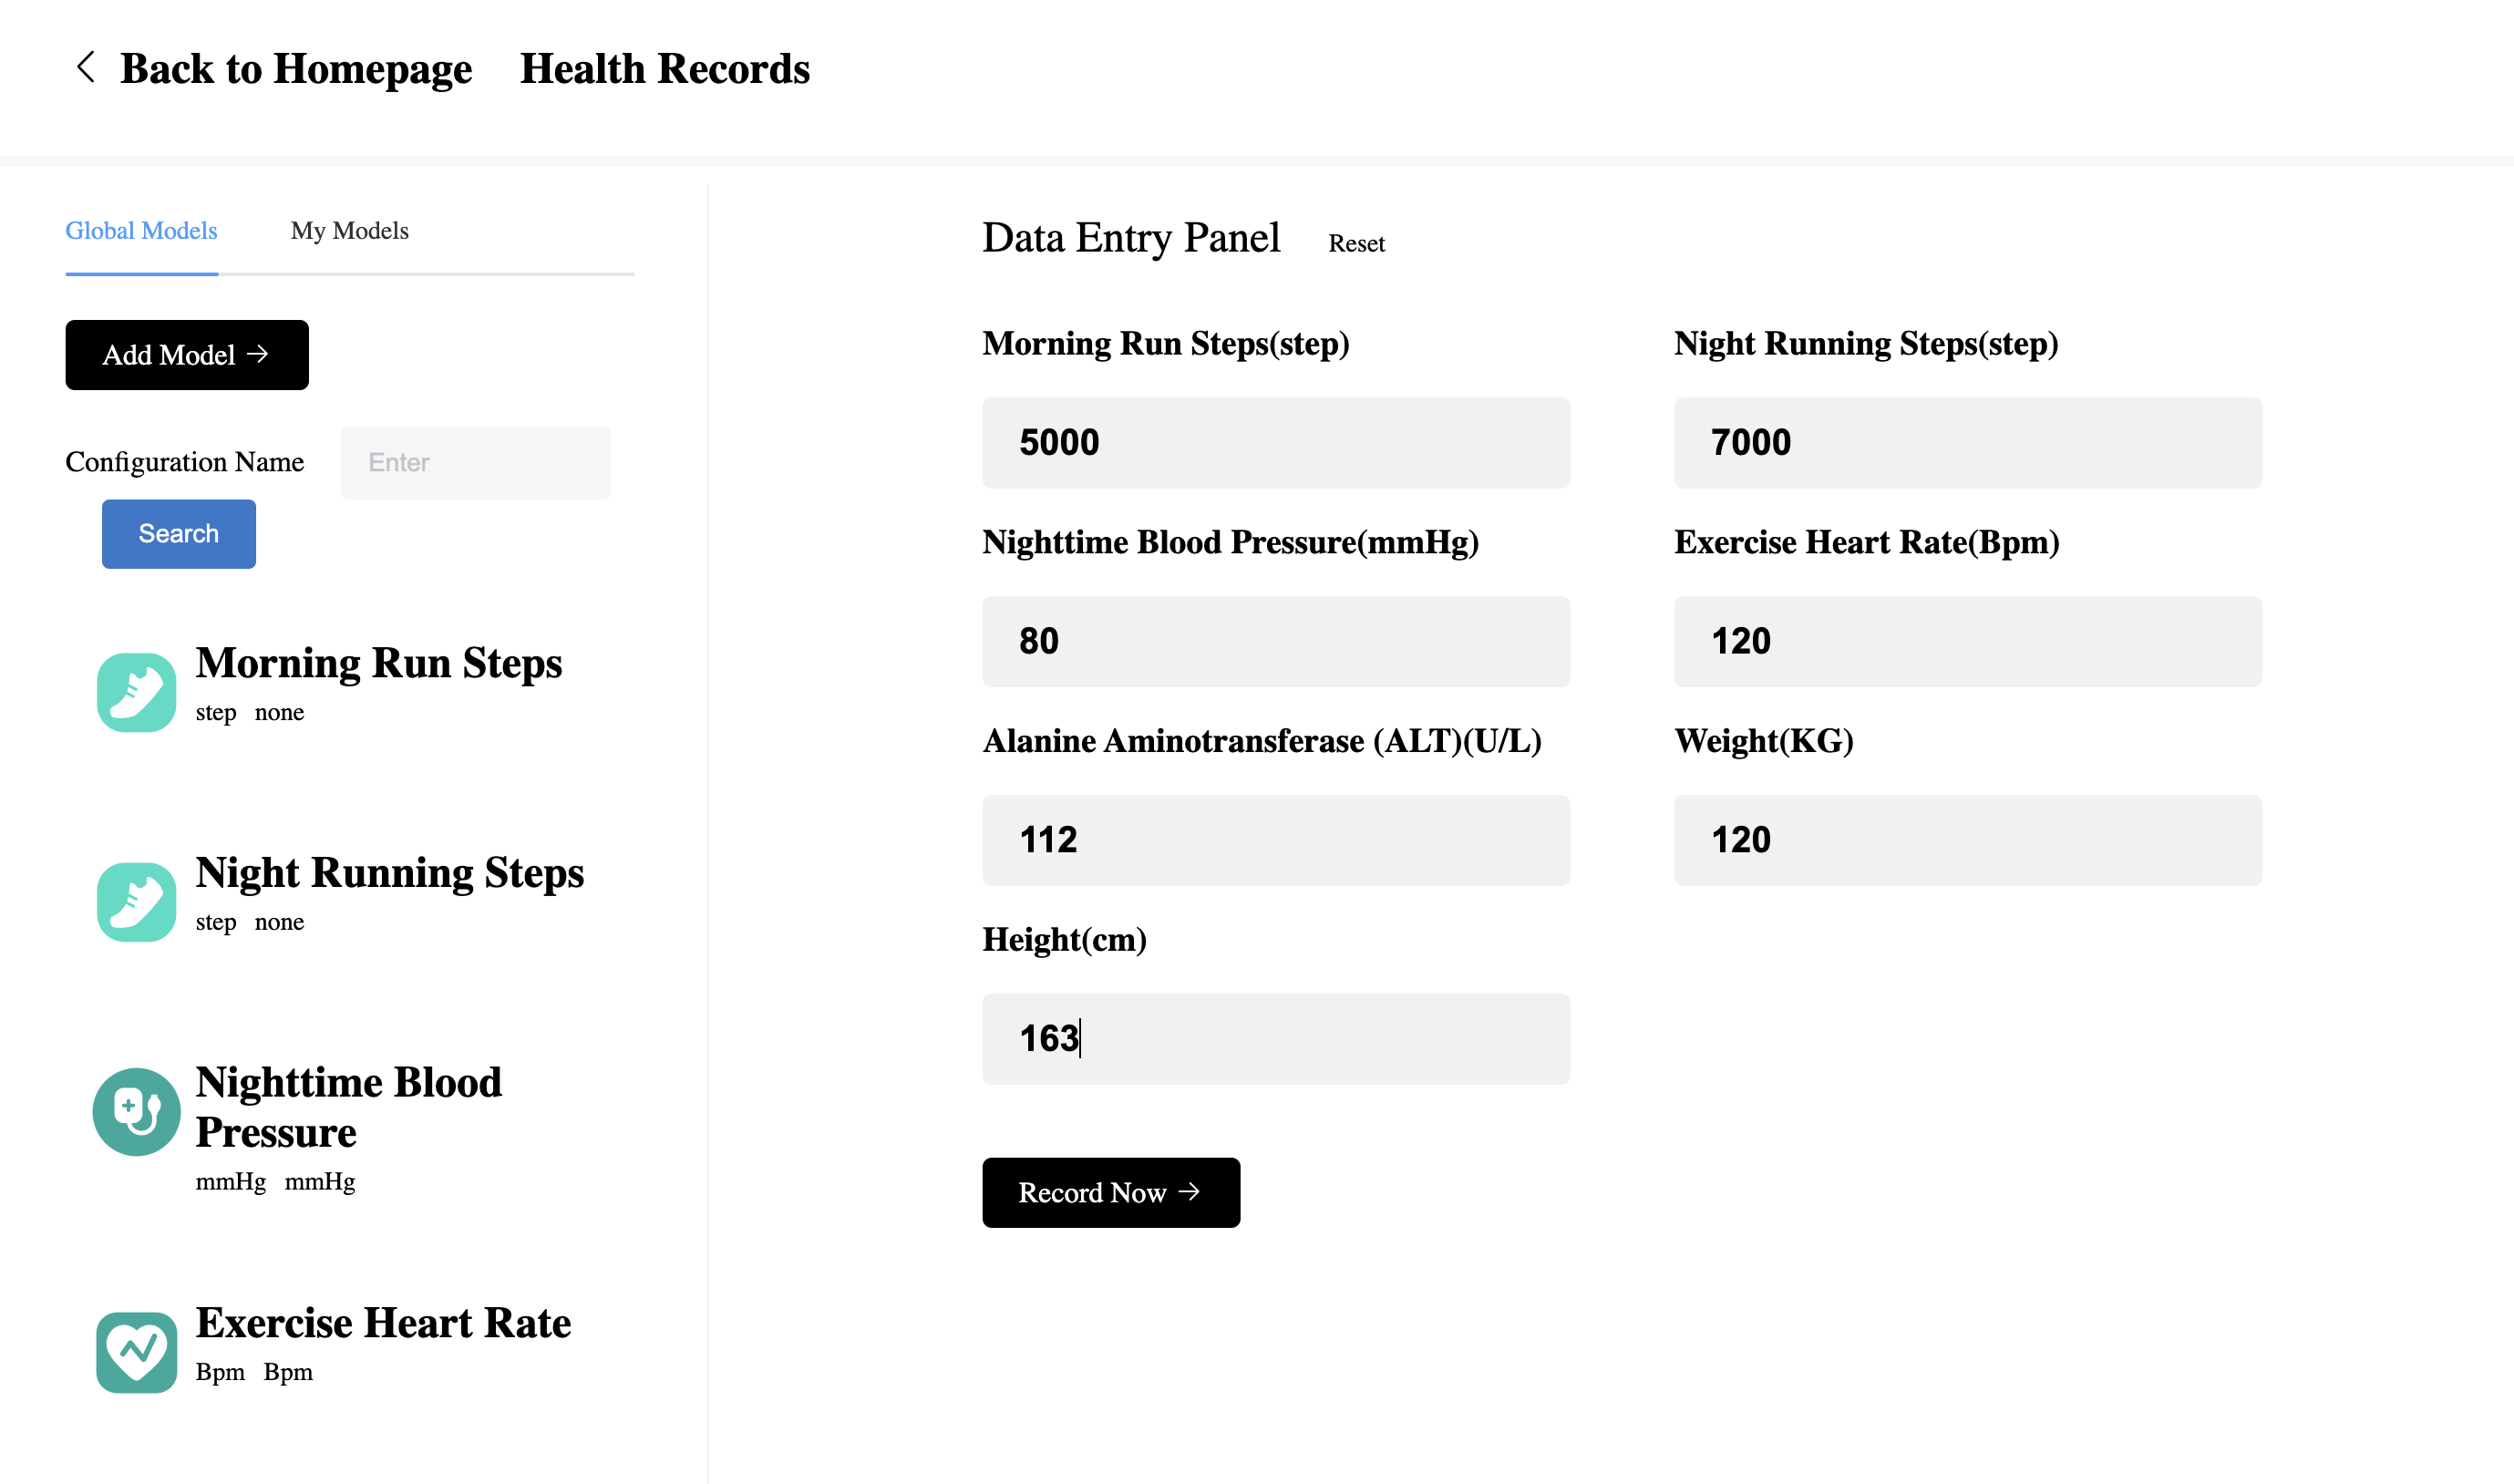 Back to Homepage Health Records
Global Models My Models
Add Model →
Configuration Name Enter
Search
Morning Run Steps
step none
Night Running Steps
step none
Nighttime Blood
Pressure
mmHg mmHg
Exercise Heart Rate
Bpm Bpm
Data Entry Panel Reset
Morning Run Steps(step) Night Running Steps(step)
5000 7000
Nighttime Blood Pressure(mmHg) Exercise Heart Rate(Bpm)
80 120
Alanine Aminotransferase (ALT)(U/L) Weight(KG)
112 120
Height(cm)
163
Record Now →